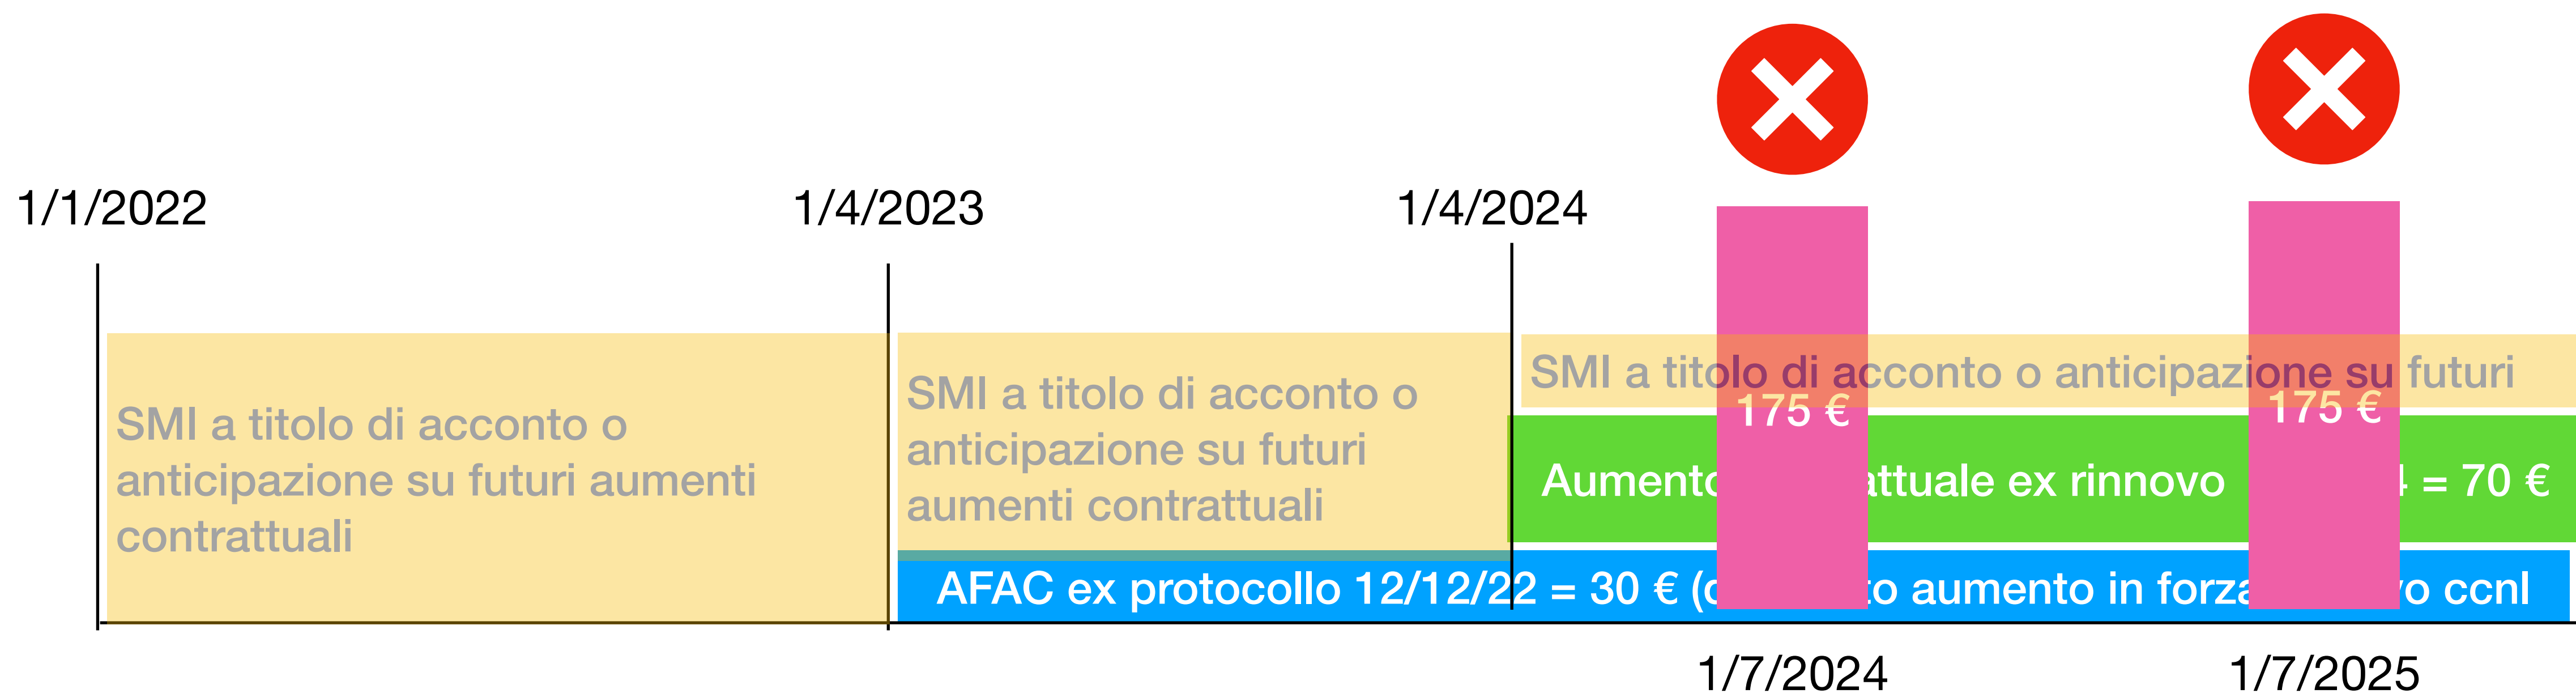 1/1/2022
1/4/2023
1/4/2024
SMI a titolo di acconto o
anticipazione su futuri aumenti
contrattuali
SMI a titolo di acconto o
anticipazione su futuri
aumenti contrattuali
SMI a titolo di acconto o anticipazione su futuri
175 €
175 €
Aumento attuale ex rinnovo = 70 €
AFAC ex protocollo 12/12/22 = 30 € ( to aumento in forza o ccnl
1/7/2024
1/7/2025